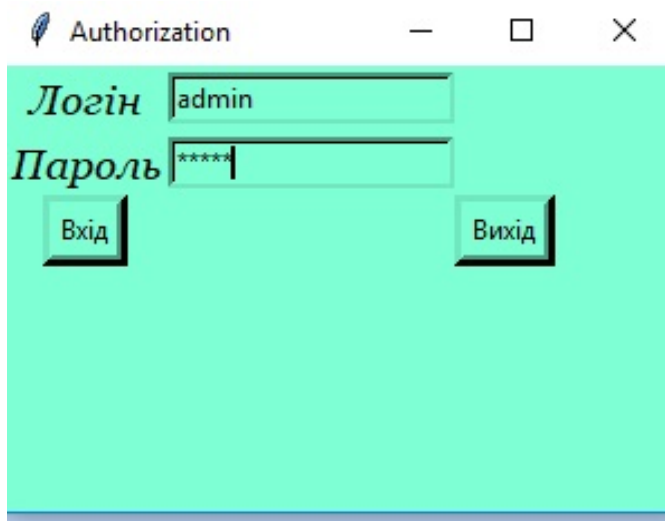 Authorization
Логін admin
Пароль *****
Вхід Вихід